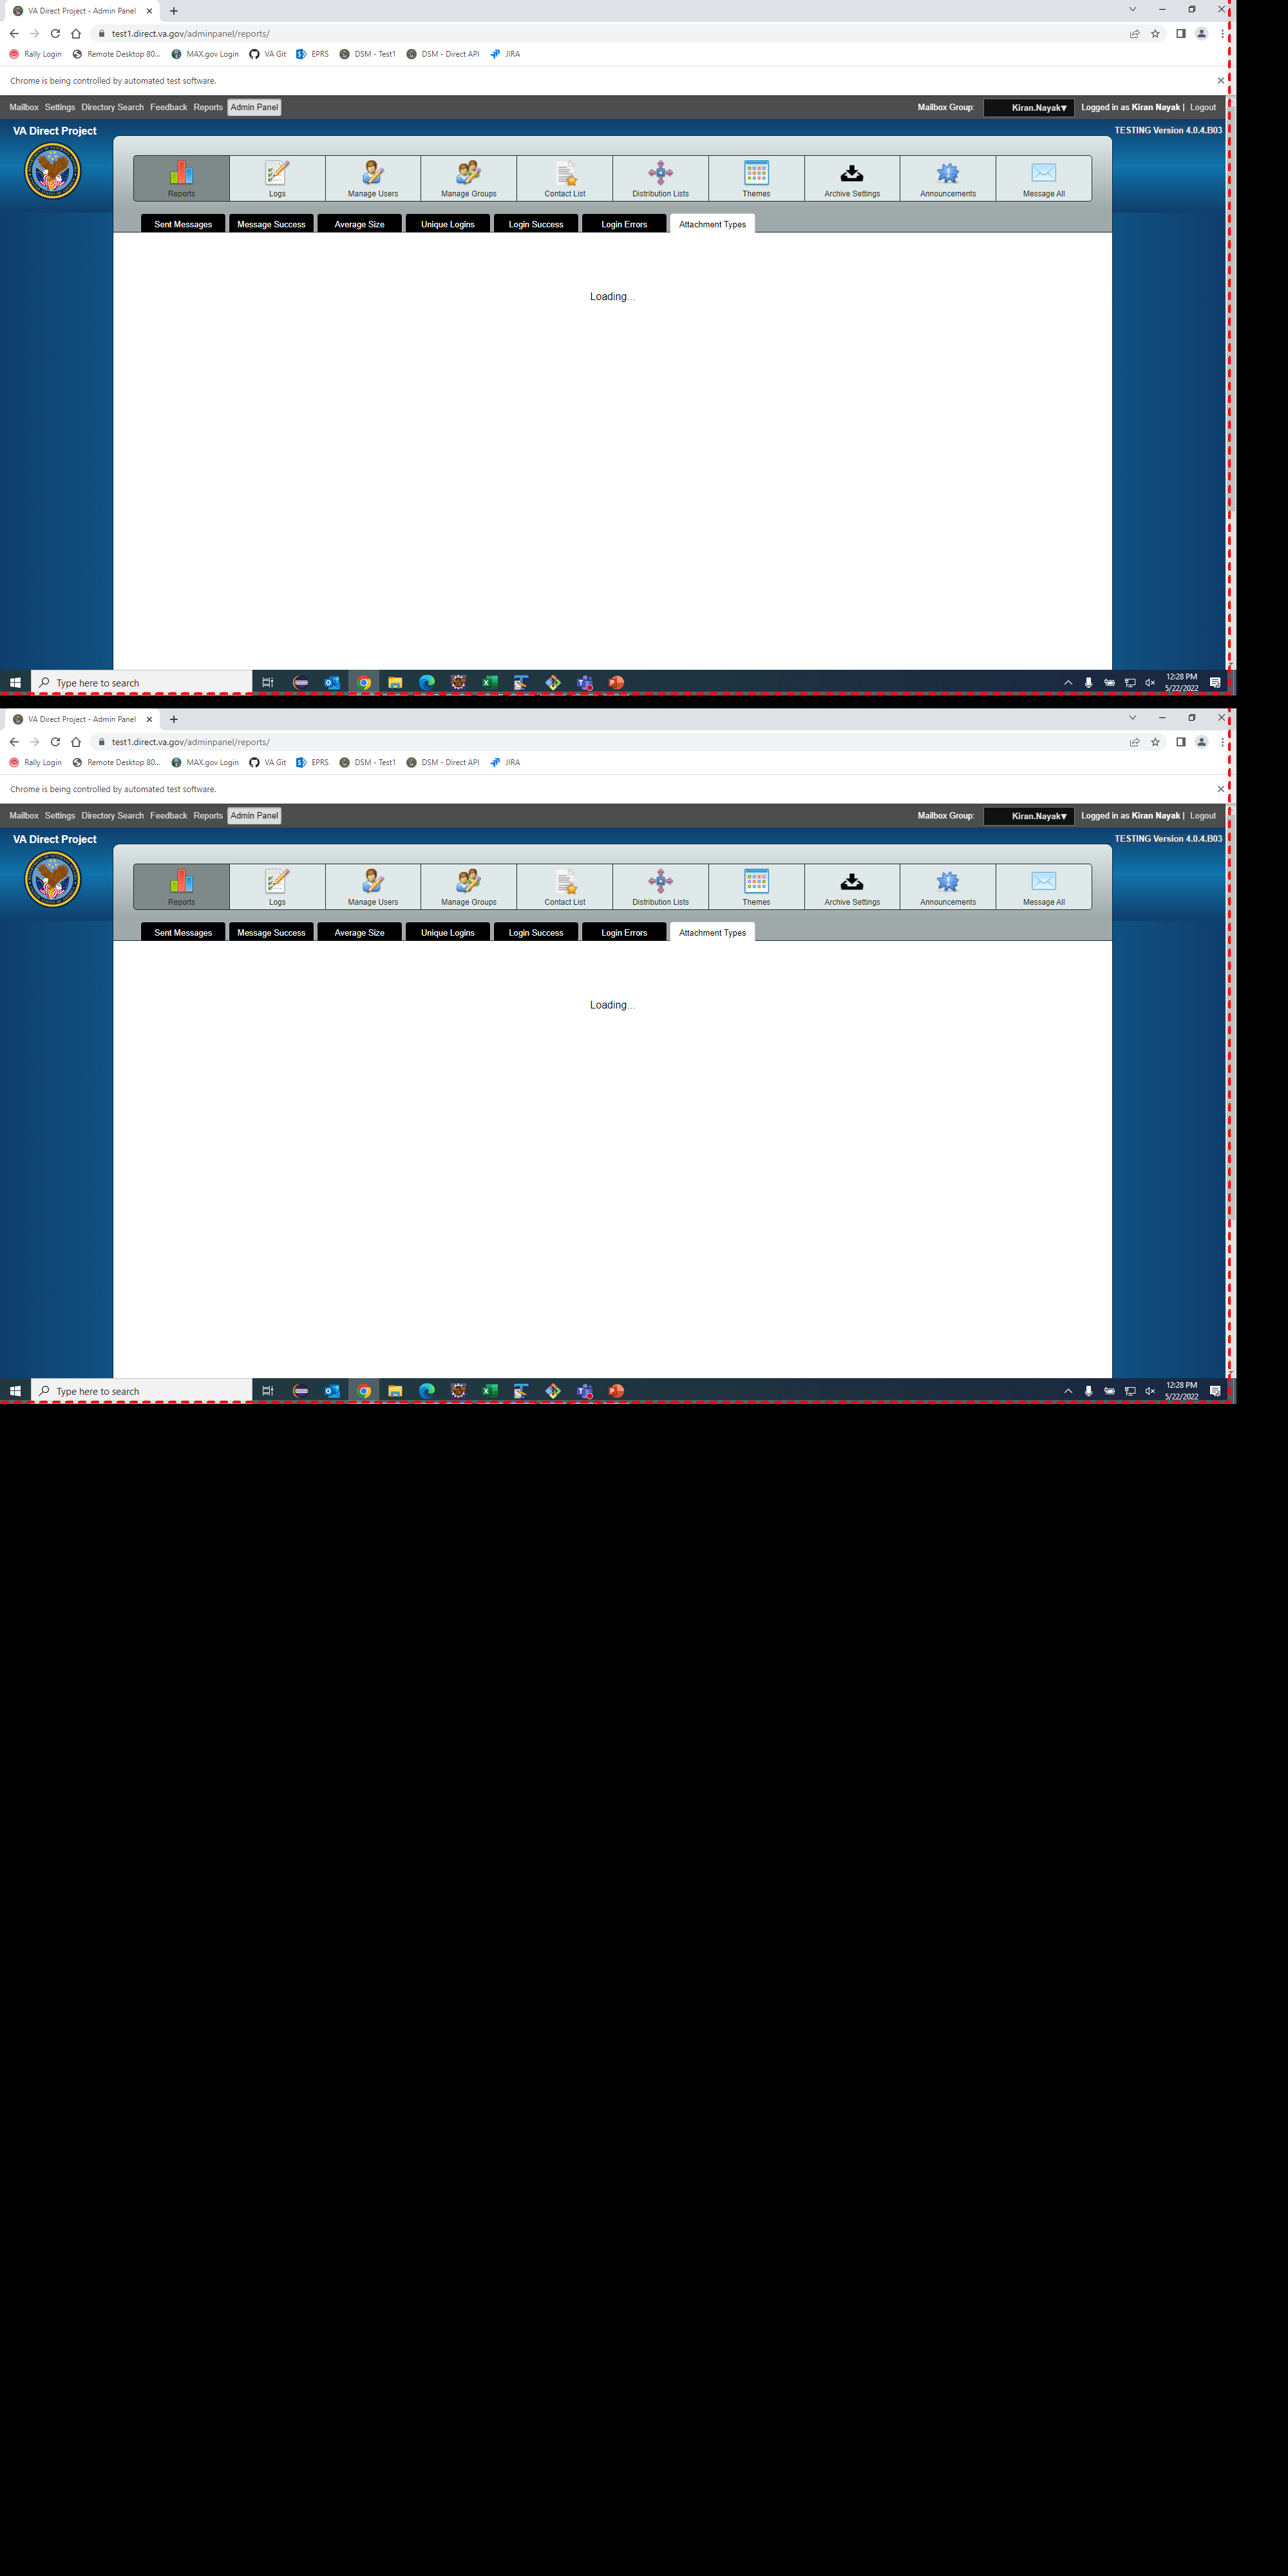 VA Direct Project - Admin Panel
test1.direct.va.gov/adminpanel/reports/
Rally Login Remote Desktop 80... MAX.gov Login VA Git EPRS DSM - Test1 DSM - Direct API JIRA
Chrome is being controlled by automated test software.
Mailbox Settings Directory Search Feedback Reports Admin Panel Mailbox Group: Kiran.Nayak▾ Logged in as Kiran Nayak | Logout
VA Direct Project TESTING Version 4.0.4.B03
Reports Logs Manage Users Manage Groups Contact List Distribution Lists Themes Archive Settings Announcements Message All
Sent Messages Message Success Average Size Unique Logins Login Success Login Errors Attachment Types
Loading...
Type here to search 12:28 PM
5/22/2022
VA Direct Project - Admin Panel
test1.direct.va.gov/adminpanel/reports/
Rally Login Remote Desktop 80... MAX.gov Login VA Git EPRS DSM - Test1 DSM - Direct API JIRA
Chrome is being controlled by automated test software.
Mailbox Settings Directory Search Feedback Reports Admin Panel Mailbox Group: Kiran.Nayak▾ Logged in as Kiran Nayak | Logout
VA Direct Project TESTING Version 4.0.4.B03
Reports Logs Manage Users Manage Groups Contact List Distribution Lists Themes Archive Settings Announcements Message All
Sent Messages Message Success Average Size Unique Logins Login Success Login Errors Attachment Types
Loading...
Type here to search 12:28 PM
5/22/2022